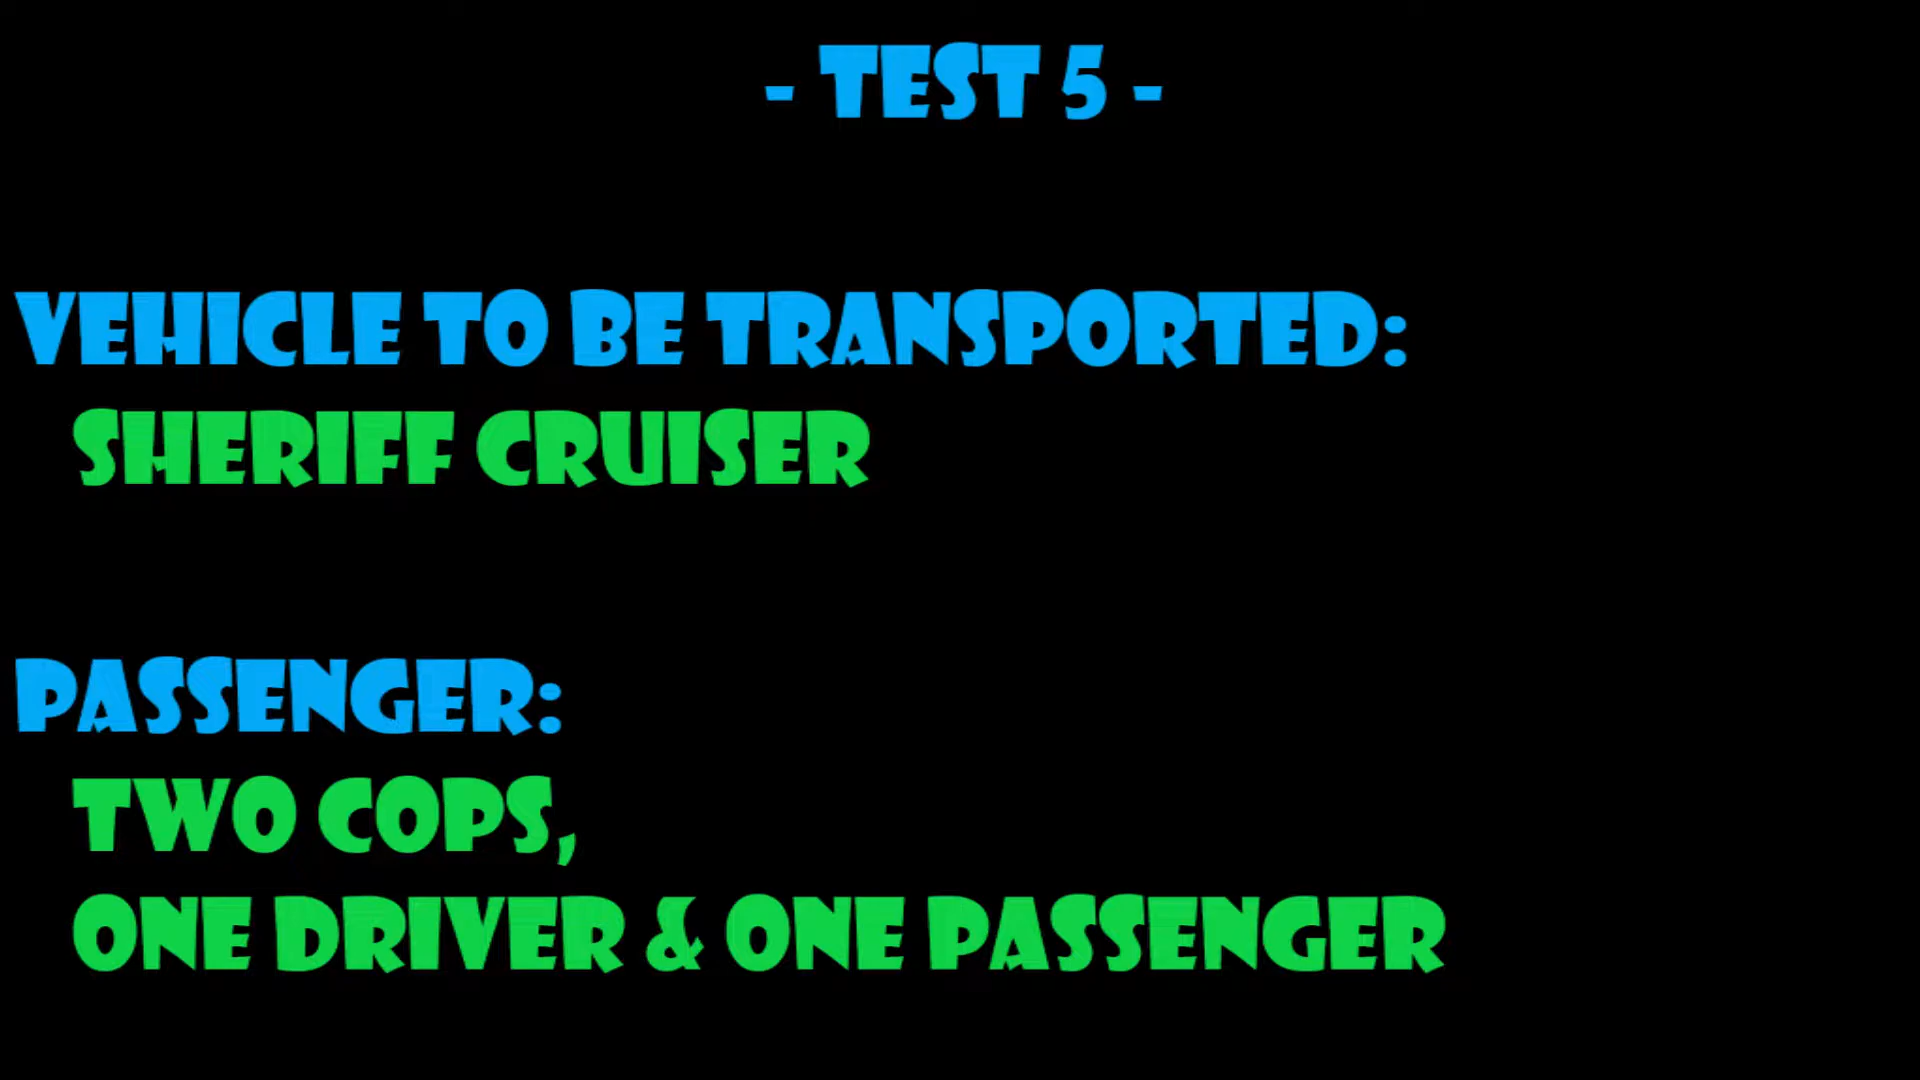 - TEST 5 -
VEHICLE TO BE TRANSPORTED:
SHERIFF CRUISER
PASSENGER:
TWO COPS,
ONE DRIVER & ONE PASSENGER